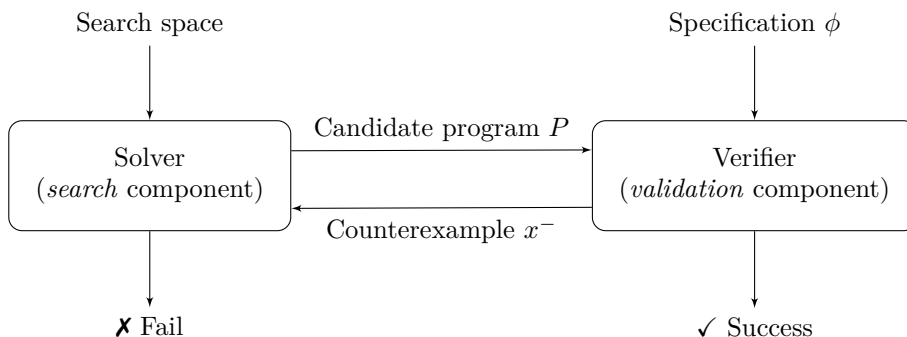 Search space
Specification ϕ
Candidate program P
Solver
(search component)
Verifier
(validation component)
Counterexample x⁻
✗ Fail
✓ Success